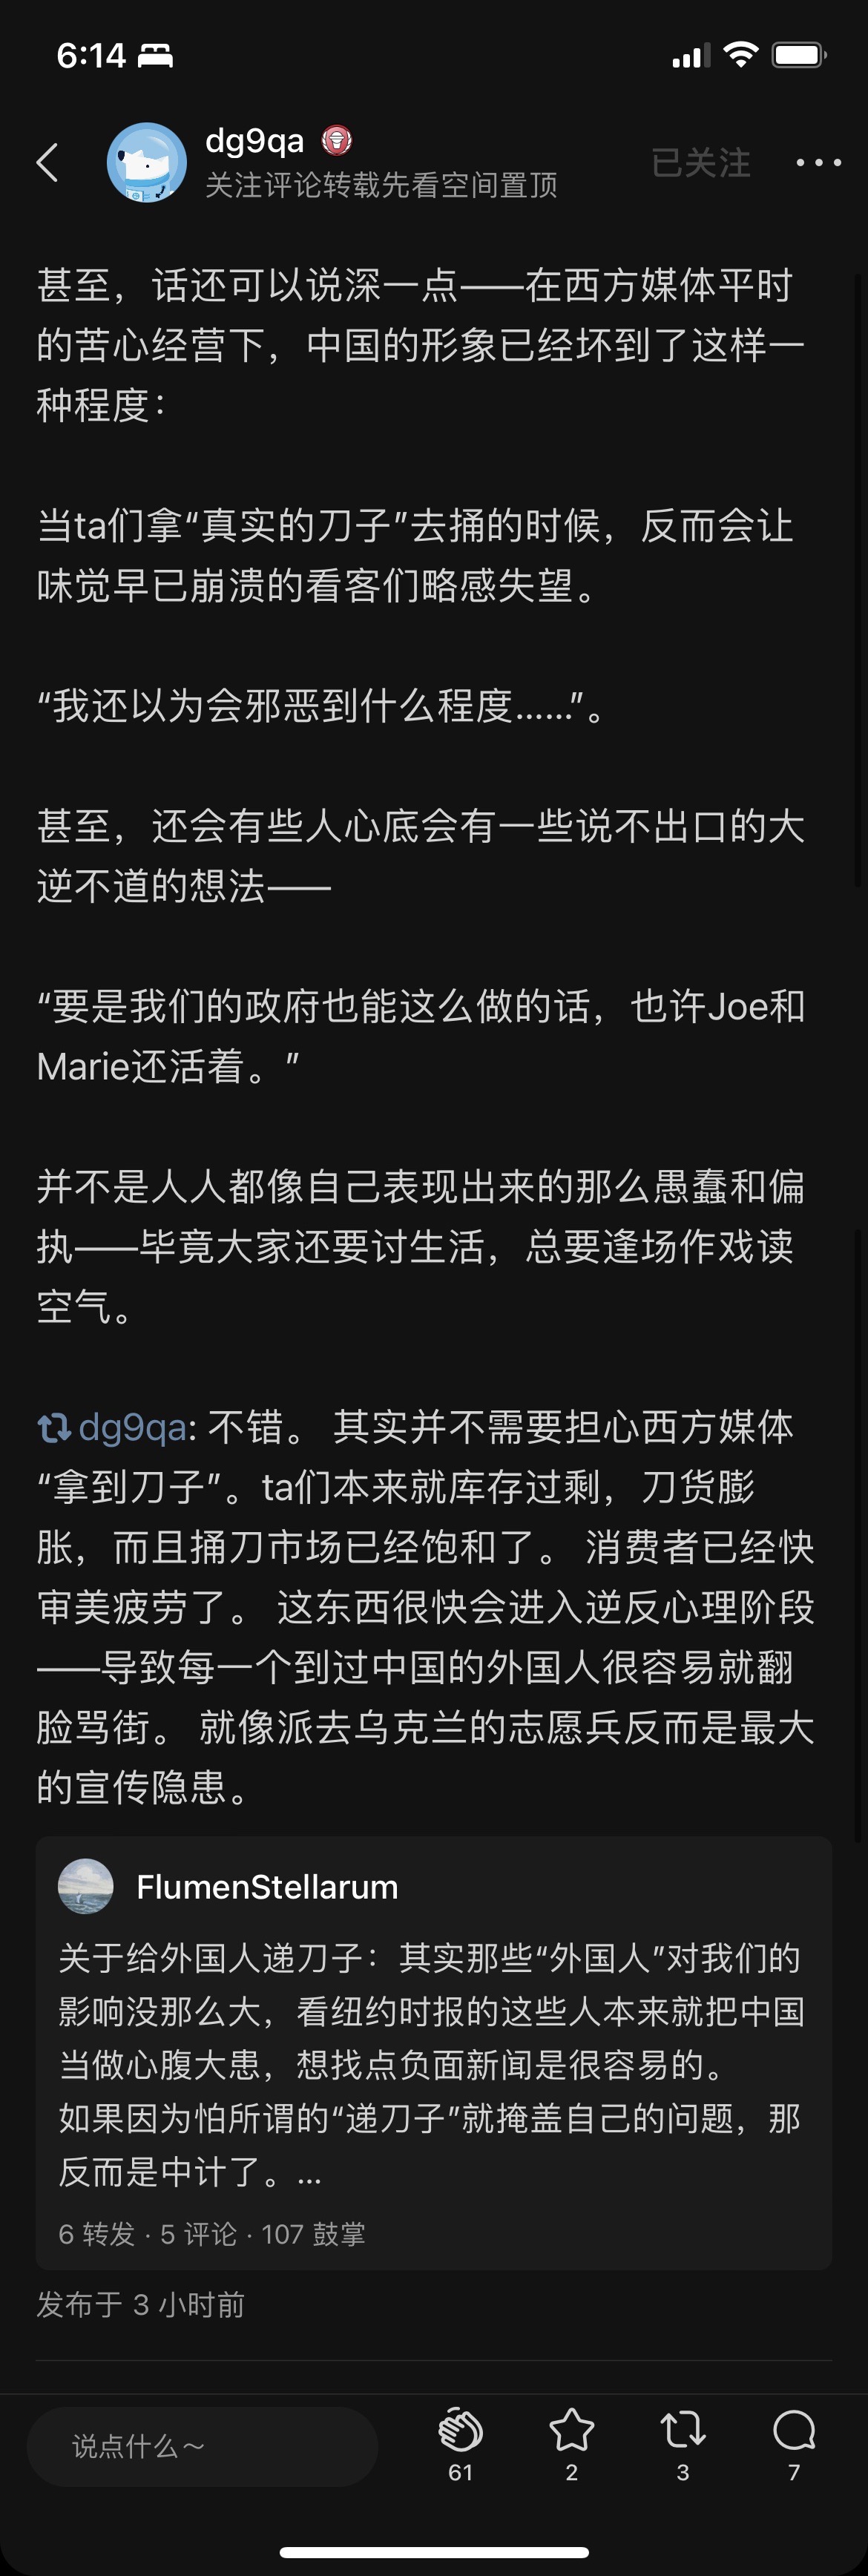 6:14
dg9qa
关注评论转载先看空间置顶
已关注
甚至，话还可以说深一点——在西方媒体平时
的苦心经营下，中国的形象已经坏到了这样一
种程度：
当ta们拿“真实的刀子”去捅的时候，反而会让
味觉早已崩溃的看客们略感失望。
“我还以为会邪恶到什么程度……”。
甚至，还会有些人心底会有一些说不出口的大
逆不道的想法——
“要是我们的政府也能这么做的话，也许Joe和
Marie还活着。”
并不是人人都像自己表现出来的那么愚蠢和偏
执——毕竟大家还要讨生活，总要逢场作戏读
空气。
dg9qa: 不错。 其实并不需要担心西方媒体
“拿到刀子”。ta们本来就库存过剩，刀货膨
胀，而且捅刀市场已经饱和了。 消费者已经快
审美疲劳了。 这东西很快会进入逆反心理阶段
——导致每一个到过中国的外国人很容易就翻
脸骂街。 就像派去乌克兰的志愿兵反而是最大
的宣传隐患。
FlumenStellarum
关于给外国人递刀子：其实那些“外国人”对我们的
影响没那么大，看纽约时报的这些人本来就把中国
当做心腹大患，想找点负面新闻是很容易的。
如果因为怕所谓的“递刀子”就掩盖自己的问题，那
反而是中计了。...
6 转发 · 5 评论 · 107 鼓掌
发布于 3 小时前
说点什么～
61
2
3
7